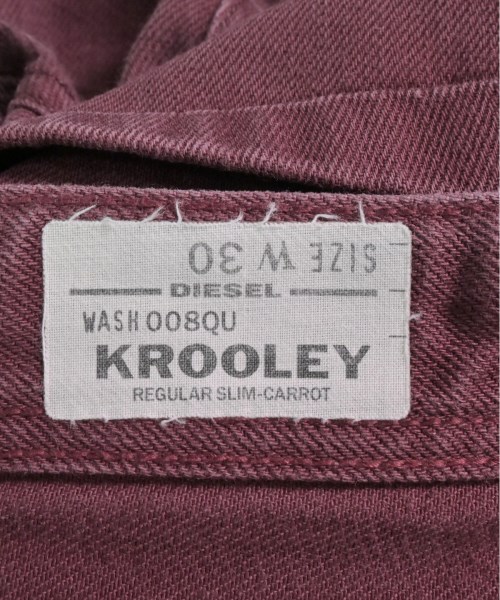 SIZE W 30
DIESEL
WASH 008QU
KROOLEY
REGULAR SLIM-CARROT